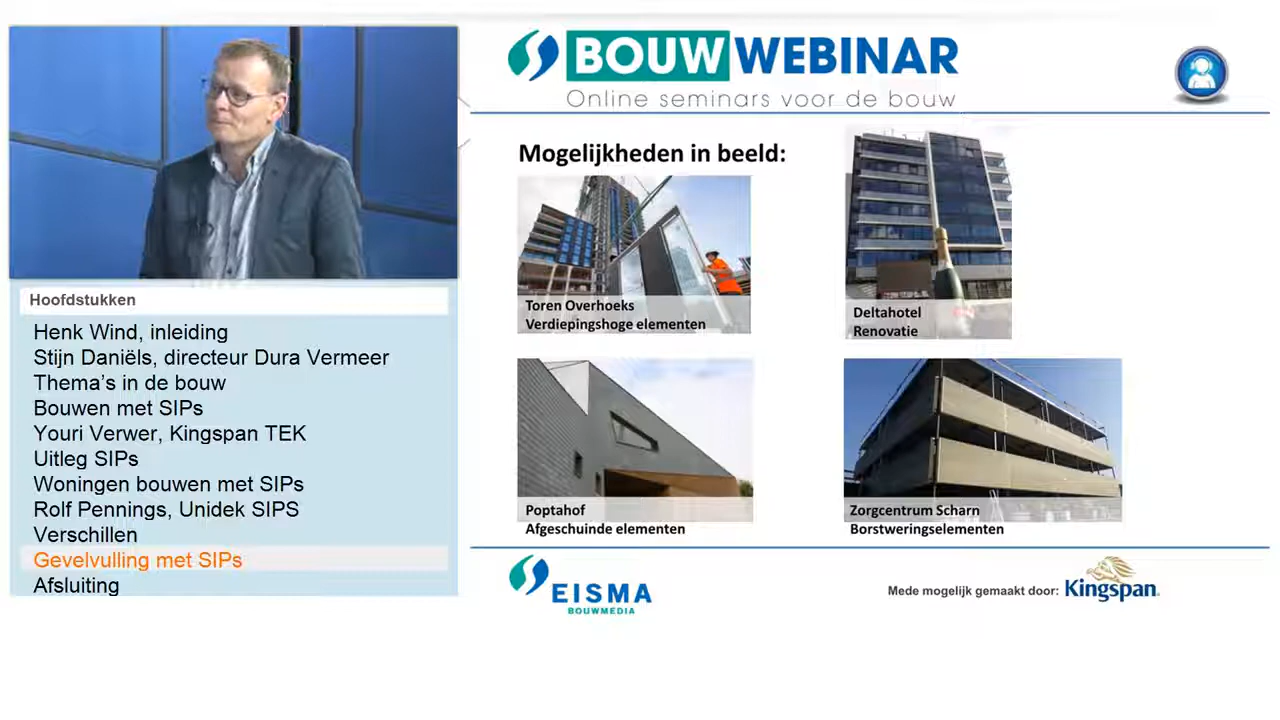 Hoofdstukken
Henk Wind, inleiding
Stijn Daniëls, directeur Dura Vermeer
Thema's in de bouw
Bouwen met SIPs
Youri Verwer, Kingspan TEK
Uitleg SIPs
Woningen bouwen met SIPs
Rolf Pennings, Unidek SIPS
Verschillen
Gevelvulling met SIPs
Afsluiting
BOUWWEBINAR
Online seminars voor de bouw
Mogelijkheden in beeld:
Toren Overhoeks
Verdiepingshoge elementen
Deltahotel
Renovatie
Poptahof
Afgeschuinde elementen
Zorgcentrum Scharn
Borstweringselementen
EISMA
BOUWMEDIA
Mede mogelijk gemaakt door: Kingspan.